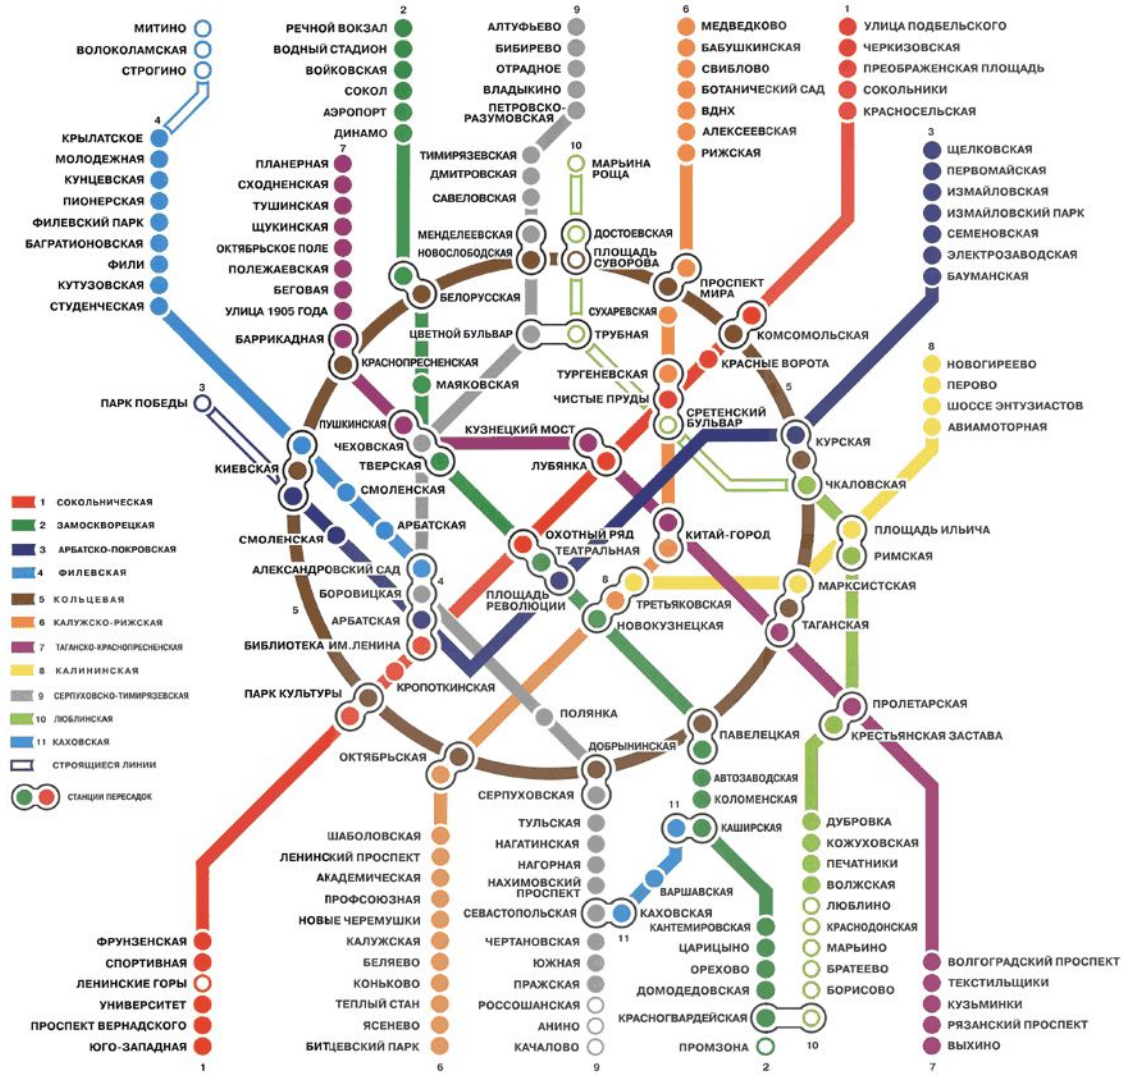 2
9
6
1
МИТИНО
ВОЛОКОЛАМСКАЯ
СТРОГИНО
4
КРЫЛАТСКОЕ
МОЛОДЕЖНАЯ
КУНЦЕВСКАЯ
ПИОНЕРСКАЯ
ФИЛЕВСКИЙ ПАРК
БАГРАТИОНОВСКАЯ
ФИЛИ
КУТУЗОВСКАЯ
СТУДЕНЧЕСКАЯ
РЕЧНОЙ ВОКЗАЛ
ВОДНЫЙ СТАДИОН
ВОЙКОВСКАЯ
СОКОЛ
АЭРОПОРТ
ДИНАМО
7
ПЛАНЕРНАЯ
СХОДНЕНСКАЯ
ТУШИНСКАЯ
ЩУКИНСКАЯ
ОКТЯБРЬСКОЕ ПОЛЕ
ПОЛЕЖАЕВСКАЯ
БЕГОВАЯ
УЛИЦА 1905 ГОДА
БАРРИКАДНАЯ
КРАСНОПРЕСНЕНСКАЯ
АЛТУФЬЕВО
БИБИРЕВО
ОТРАДНОЕ
ВЛАДЫКИНО
ПЕТРОВСКО-
РАЗУМОВСКАЯ
ТИМИРЯЗЕВСКАЯ
ДМИТРОВСКАЯ
САВЕЛОВСКАЯ
МЕНДЕЛЕЕВСКАЯ
НОВОСЛОБОДСКАЯ
10
МАРЬИНА
РОЩА
ДОСТОЕВСКАЯ
ПЛОЩАДЬ
СУВОРОВА
МЕДВЕДКОВО
БАБУШКИНСКАЯ
СВИБЛОВО
БОТАНИЧЕСКИЙ САД
ВДНХ
АЛЕКСЕЕВСКАЯ
РИЖСКАЯ
УЛИЦА ПОДБЕЛЬСКОГО
ЧЕРКИЗОВСКАЯ
ПРЕОБРАЖЕНСКАЯ ПЛОЩАДЬ
СОКОЛЬНИКИ
КРАСНОСЕЛЬСКАЯ
3
ЩЕЛКОВСКАЯ
ПЕРВОМАЙСКАЯ
ИЗМАЙЛОВСКАЯ
ИЗМАЙЛОВСКИЙ ПАРК
СЕМЕНОВСКАЯ
ЭЛЕКТРОЗАВОДСКАЯ
БАУМАНСКАЯ
БЕЛОРУССКАЯ
ПРОСПЕКТ
МИРА
СУХАРЕВСКАЯ
ЦВЕТНОЙ БУЛЬВАР
ТРУБНАЯ
КОМСОМОЛЬСКАЯ
КРАСНЫЕ ВОРОТА
ТУРГЕНЕВСКАЯ
ЧИСТЫЕ ПРУДЫ
СРЕТЕНСКИЙ
БУЛЬВАР
МАЯКОВСКАЯ
5
8
НОВОГИРЕЕВО
ПЕРОВО
ШОССЕ ЭНТУЗИАСТОВ
АВИАМОТОРНАЯ
3
ПАРК ПОБЕДЫ
ПУШКИНСКАЯ
ЧЕХОВСКАЯ
ТВЕРСКАЯ
КУЗНЕЦКИЙ МОСТ
ЛУБЯНКА
КУРСКАЯ
ЧКАЛОВСКАЯ
КИЕВСКАЯ
СМОЛЕНСКАЯ
АРБАТСКАЯ
СМОЛЕНСКАЯ
ОХОТНЫЙ РЯД
ТЕАТРАЛЬНАЯ
ПЛОЩАДЬ
РЕВОЛЮЦИИ
КИТАЙ-ГОРОД
ПЛОЩАДЬ ИЛЬИЧА
РИМСКАЯ
АЛЕКСАНДРОВСКИЙ САД
4
БОРОВИЦКАЯ
АРБАТСКАЯ
БИБЛИОТЕКА ИМ.ЛЕНИНА
8
ТРЕТЬЯКОВСКАЯ
НОВОКУЗНЕЦКАЯ
МАРКСИСТСКАЯ
ТАГАНСКАЯ
5
КРОПОТКИНСКАЯ
ПАРК КУЛЬТУРЫ
ПОЛЯНКА
ПРОЛЕТАРСКАЯ
КРЕСТЬЯНСКАЯ ЗАСТАВА
ОКТЯБРЬСКАЯ
ДОБРЫНИНСКАЯ
СЕРПУХОВСКАЯ
ПАВЕЛЕЦКАЯ
АВТОЗАВОДСКАЯ
КОЛОМЕНСКАЯ
11
КАШИРСКАЯ
ВАРШАВСКАЯ
КАХОВСКАЯ
11
1 СОКОЛЬНИЧЕСКАЯ
2 ЗАМОСКВОРЕЦКАЯ
3 АРБАТСКО-ПОКРОВСКАЯ
4 ФИЛЕВСКАЯ
5 КОЛЬЦЕВАЯ
6 КАЛУЖСКО-РИЖСКАЯ
7 ТАГАНСКО-КРАСНОПРЕСНЕНСКАЯ
8 КАЛИНИНСКАЯ
9 СЕРПУХОВСКО-ТИМИРЯЗЕВСКАЯ
10 ЛЮБЛИНСКАЯ
11 КАХОВСКАЯ
СТРОЯЩИЕСЯ ЛИНИИ
СТАНЦИИ ПЕРЕСАДОК
ФРУНЗЕНСКАЯ
СПОРТИВНАЯ
ЛЕНИНСКИЕ ГОРЫ
УНИВЕРСИТЕТ
ПРОСПЕКТ ВЕРНАДСКОГО
ЮГО-ЗАПАДНАЯ
1
ШАБОЛОВСКАЯ
ЛЕНИНСКИЙ ПРОСПЕКТ
АКАДЕМИЧЕСКАЯ
ПРОФСОЮЗНАЯ
НОВЫЕ ЧЕРЕМУШКИ
КАЛУЖСКАЯ
БЕЛЯЕВО
КОНЬКОВО
ТЕПЛЫЙ СТАН
ЯСЕНЕВО
БИТЦЕВСКИЙ ПАРК
6
ТУЛЬСКАЯ
НАГАТИНСКАЯ
НАГОРНАЯ
НАХИМОВСКИЙ
ПРОСПЕКТ
СЕВАСТОПОЛЬСКАЯ
ЧЕРТАНОВСКАЯ
ЮЖНАЯ
ПРАЖСКАЯ
РОССОШАНСКАЯ
АНИНО
КАЧАЛОВО
9
КАНТЕМИРОВСКАЯ
ЦАРИЦЫНО
ОРЕХОВО
ДОМОДЕДОВСКАЯ
КРАСНОГВАРДЕЙСКАЯ
ПРОМЗОНА
2
ДУБРОВКА
КОЖУХОВСКАЯ
ПЕЧАТНИКИ
ВОЛЖСКАЯ
ЛЮБЛИНО
КРАСНОДОНСКАЯ
МАРЬИНО
БРАТЕЕВО
БОРИСОВО
10
ВОЛГОГРАДСКИЙ ПРОСПЕКТ
ТЕКСТИЛЬЩИКИ
КУЗЬМИНКИ
РЯЗАНСКИЙ ПРОСПЕКТ
ВЫХИНО
7